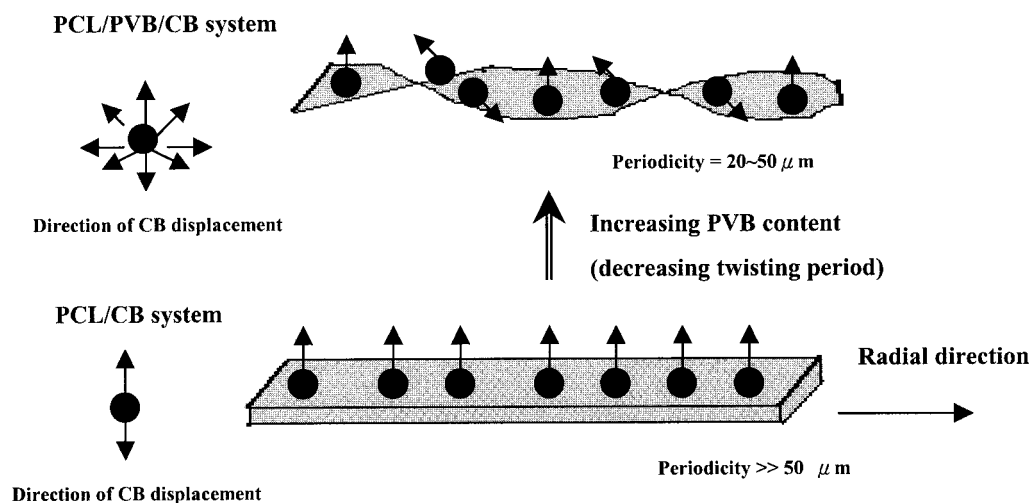 PCL/PVB/CB system
Direction of CB displacement
Periodicity = 20~50 μ m
Increasing PVB content
(decreasing twisting period)
PCL/CB system
Direction of CB displacement
Radial direction
Periodicity >> 50 μ m